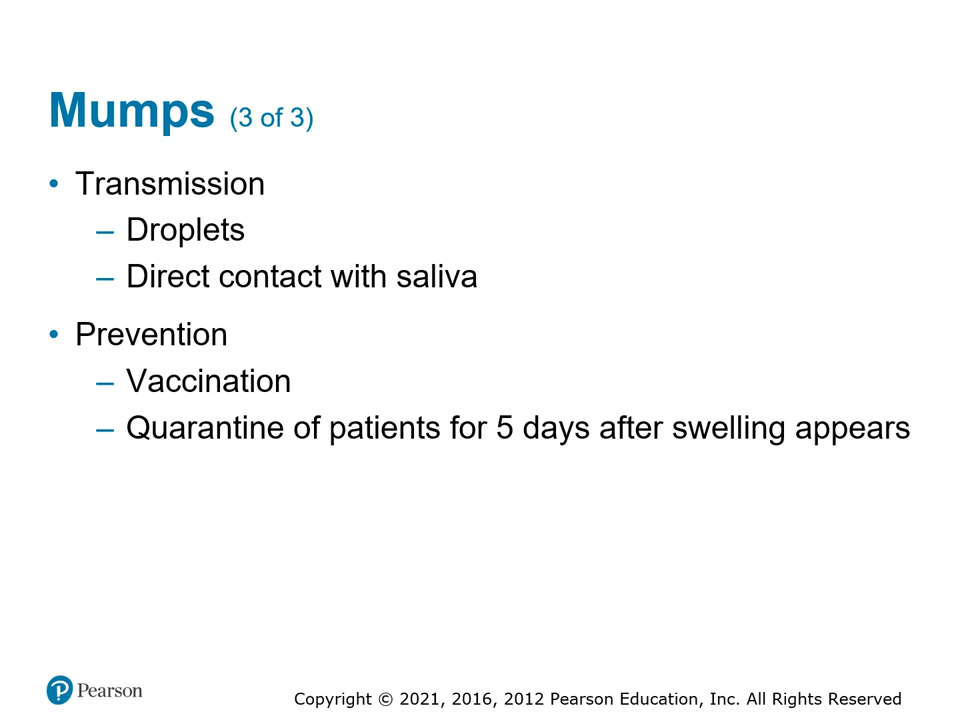 Mumps (3 of 3)
• Transmission
– Droplets
– Direct contact with saliva
• Prevention
– Vaccination
– Quarantine of patients for 5 days after swelling appears
Pearson
Copyright © 2021, 2016, 2012 Pearson Education, Inc. All Rights Reserved